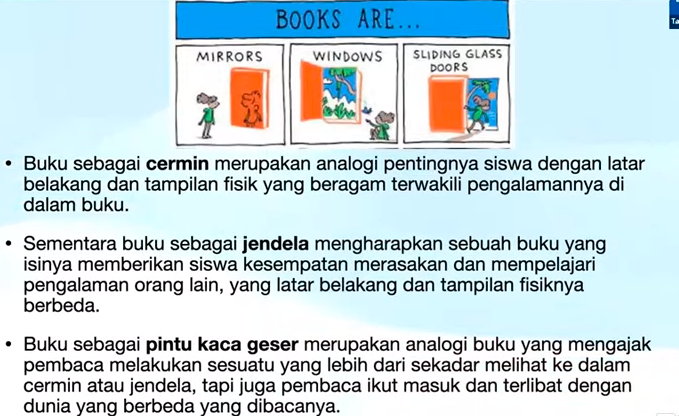 BOOKS ARE...
MIRRORS
WINDOWS
SLIDING GLASS
DOORS
• Buku sebagai cermin merupakan analogi pentingnya siswa dengan latar
belakang dan tampilan fisik yang beragam terwakili pengalamannya di
dalam buku.
• Sementara buku sebagai jendela mengharapkan sebuah buku yang
isinya memberikan siswa kesempatan merasakan dan mempelajari
pengalaman orang lain, yang latar belakang dan tampilan fisiknya
berbeda.
• Buku sebagai pintu kaca geser merupakan analogi buku yang mengajak
pembaca melakukan sesuatu yang lebih dari sekadar melihat ke dalam
cermin atau jendela, tapi juga pembaca ikut masuk dan terlibat dengan
dunia yang berbeda yang dibacanya.